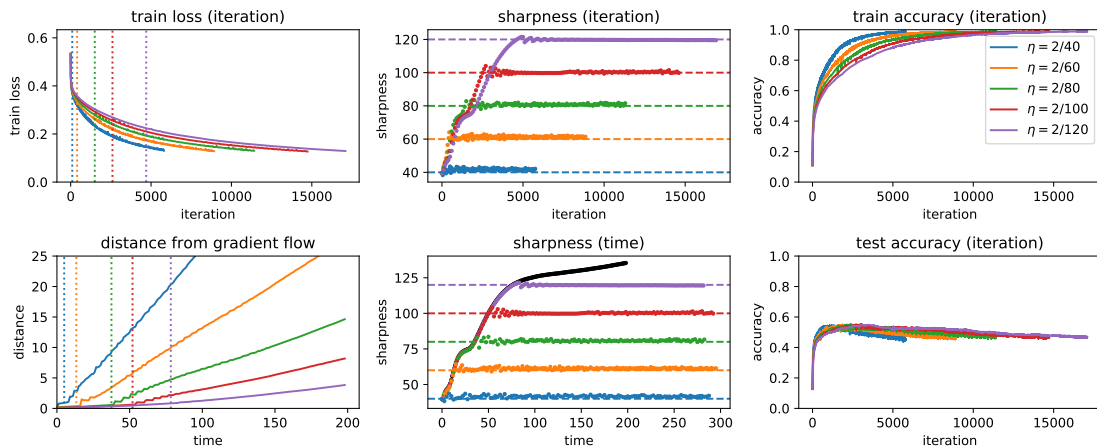 train loss (iteration)
train loss
0.6
0.4
0.2
0.0
0
5000
10000
15000
iteration
sharpness (iteration)
sharpness
120
100
80
60
40
0
5000
10000
15000
iteration
train accuracy (iteration)
accuracy
1.0
0.8
0.6
0.4
0.2
0.0
η = 2/40
η = 2/60
η = 2/80
η = 2/100
η = 2/120
0
5000
10000
15000
iteration
distance from gradient flow
distance
25
20
15
10
5
0
0
50
100
150
200
time
sharpness (time)
sharpness
125
100
75
50
0
50
100
150
200
250
300
time
test accuracy (iteration)
accuracy
1.0
0.8
0.6
0.4
0.2
0.0
0
5000
10000
15000
iteration